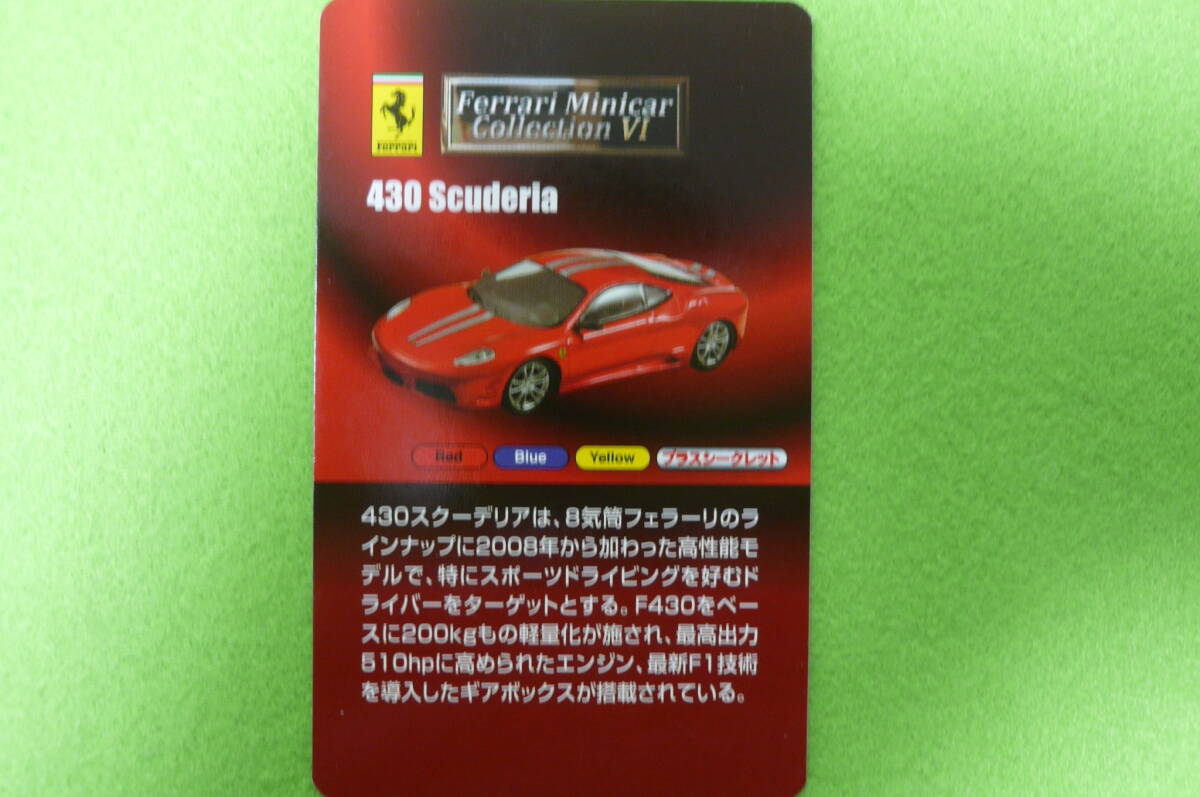 Ferrari
Ferrari Minicar
Collection VI
430 Scuderia
Red Blue Yellow プラスシークレット
430スクーデリアは、8気筒フェラーリのラ
インナップに2008年から加わった高性能モ
デルで、特にスポーツドライビングを好むド
ライバーをターゲットとする。F430をベー
スに200kgもの軽量化が施され、最高出力
510hpに高められたエンジン、最新F1技術
を導入したギアボックスが搭載されている。